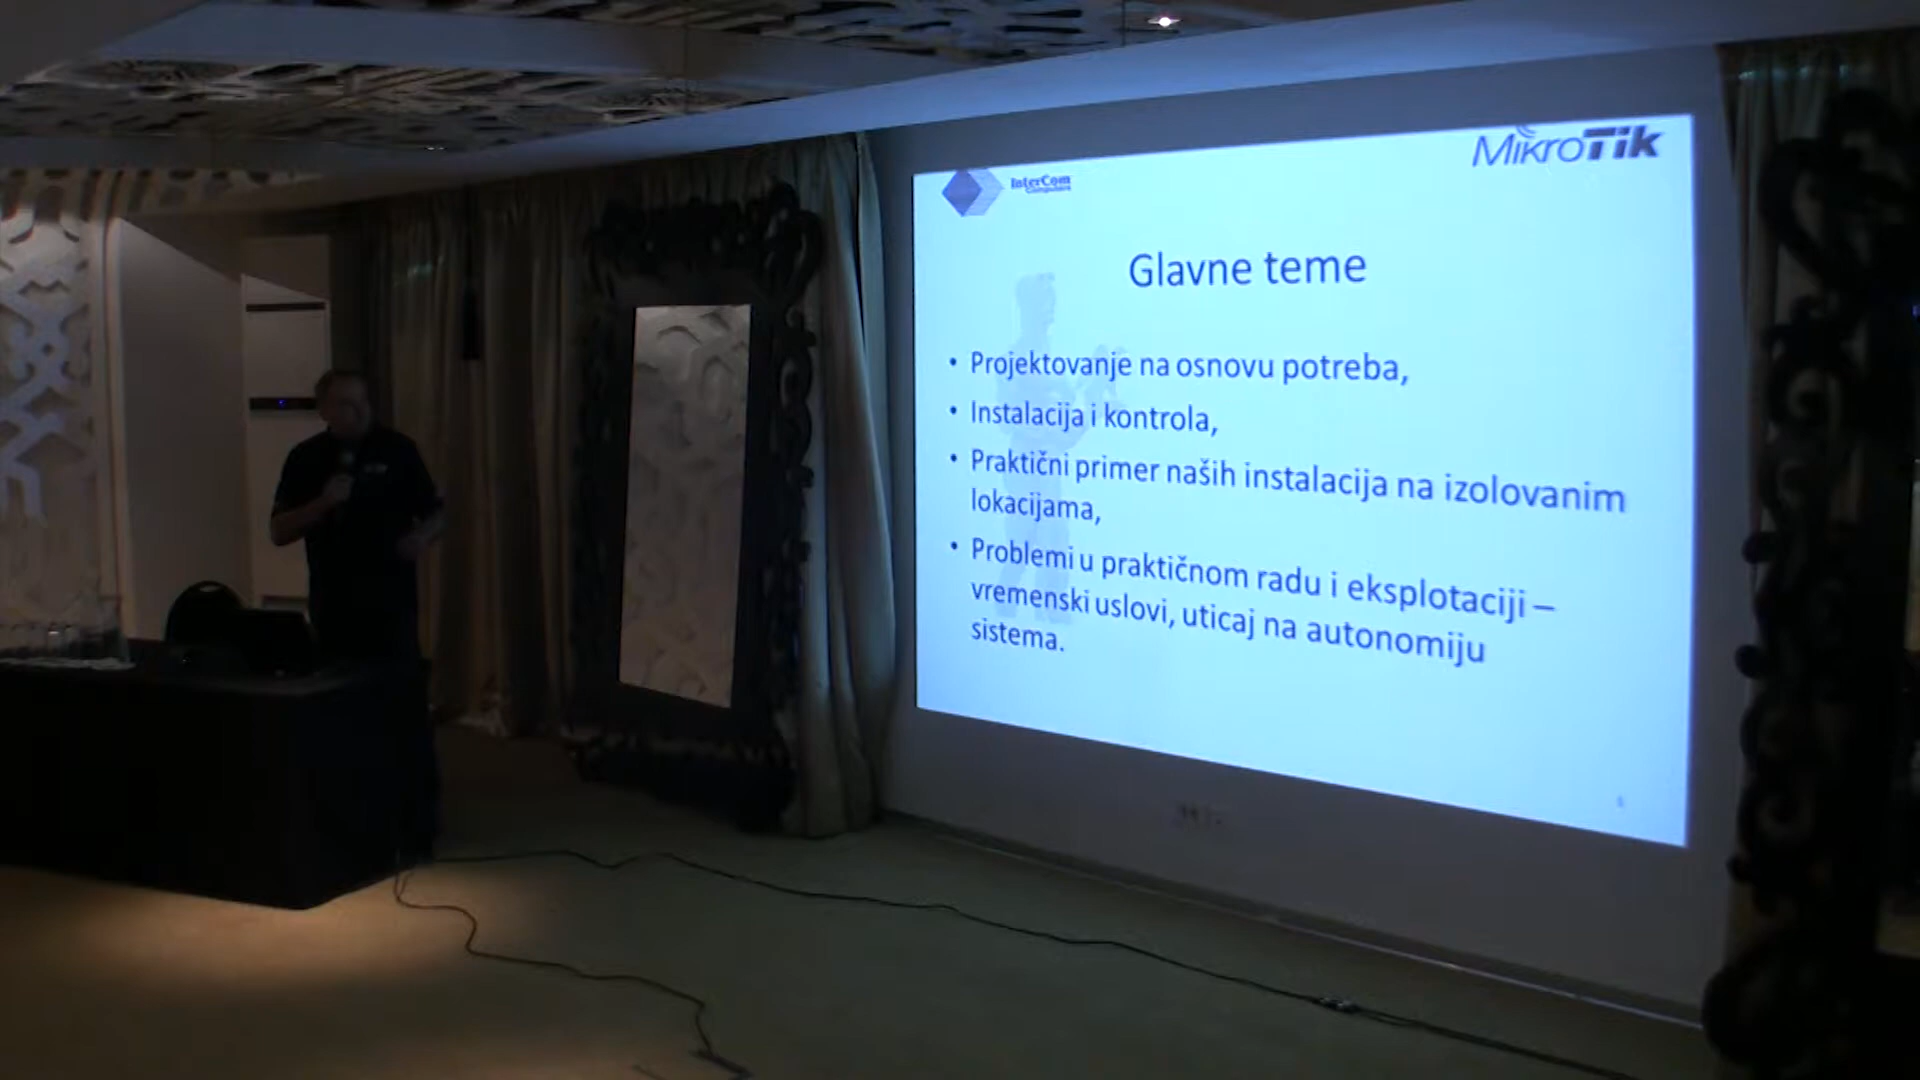 MikroTik
InterCom
Computers
Glavne teme
• Projektovanje na osnovu potreba,
• Instalacija i kontrola,
• Praktični primer naših instalacija na izolovanim
lokacijama,
• Problemi u praktičnom radu i eksplotaciji –
vremenski uslovi, uticaj na autonomiju
sistema.